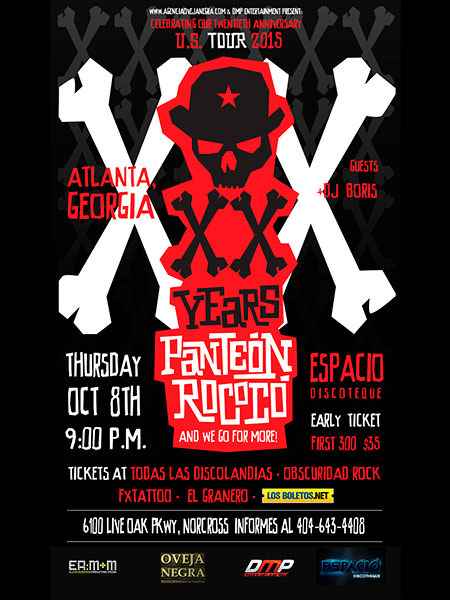 WWW.AGENCIAOVEJANEGRA.COM & DMP ENTERTAINMENT PRESENT:
CELEBRATING OUR TWENTIETH ANNIVERSARY
U.S. TOUR 2015
ATLANTA,
GEORGIA
GUESTS
+DJ BORIS
XX
YEARS
PANTEÓN
ROCOCÓ
AND WE GO FOR MORE!
THURSDAY
OCT 8TH
9:00 P.M.
ESPACIO
DISCOTEQUE
EARLY TICKET
FIRST 300 $35
TICKETS AT TODAS LAS DISCOLANDIAS · OBSCURIDAD ROCK
FXTATTOO · EL GRANERO · LOS BOLETOS.NET
6100 LIVE OAK PKWY, NORCROSS INFORMES AL 404-643-4408
OVEJA
NEGRA
DMP
ENTERTAINMENT
ESPACIO
DISCOTHEQUE